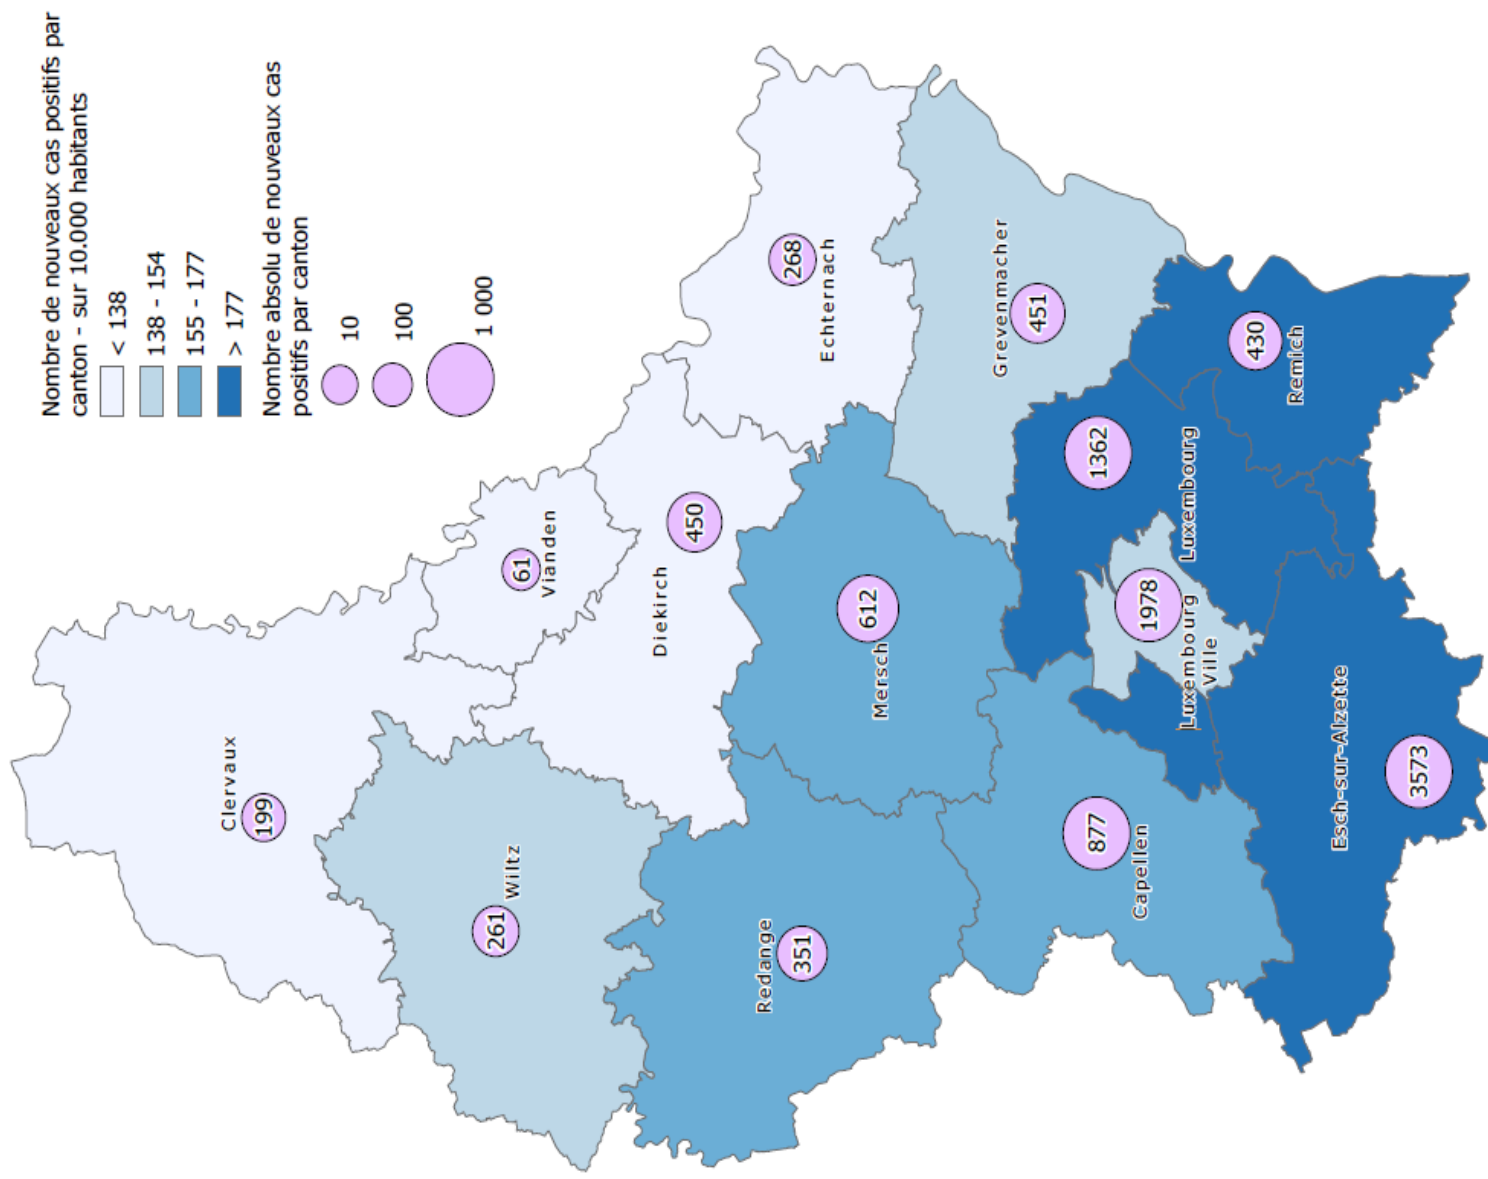 Nombre de nouveaux cas positifs par
canton - sur 10.000 habitants
< 138
138 - 154
155 - 177
> 177
Nombre absolu de nouveaux cas
positifs par canton
10
100
1 000
Clervaux
199
Wiltz
261
Vianden
61
Diekirch
450
Echternach
268
Redange
351
Mersch
612
Grevenmacher
451
Capellen
877
Luxembourg
1362
Luxembourg
Ville
1978
Remich
430
Esch-sur-Alzette
3573